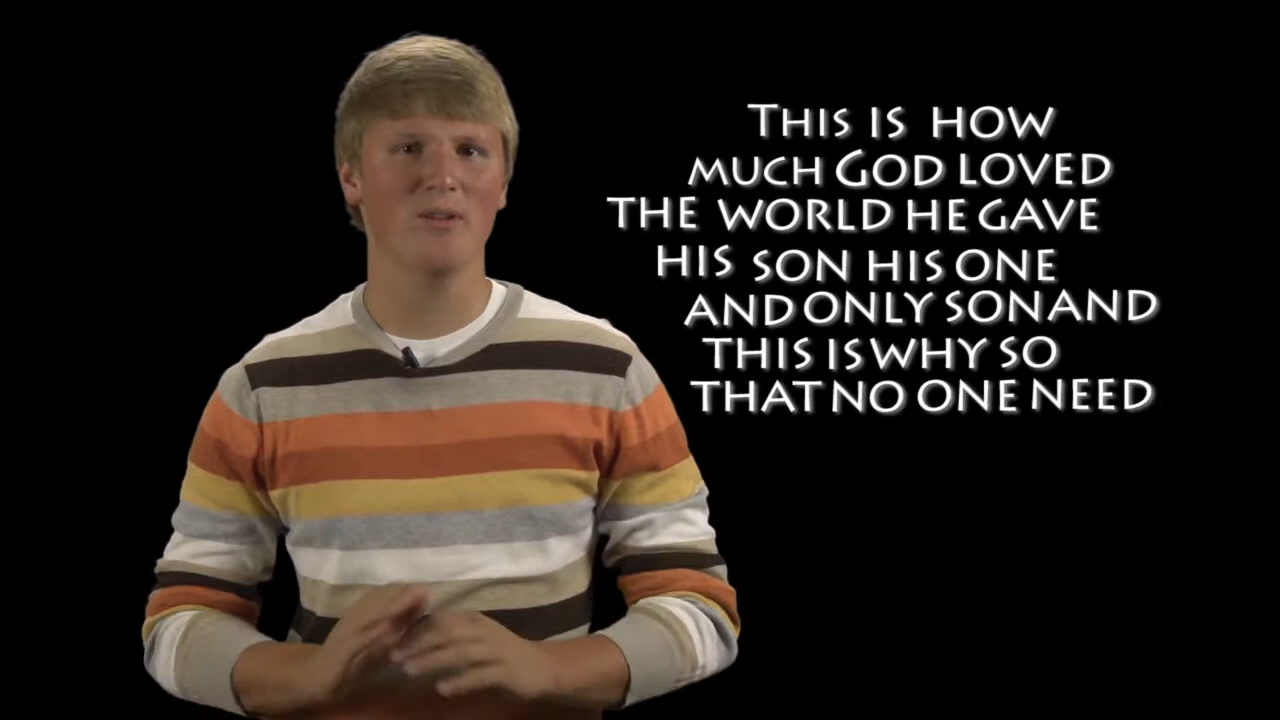 THIS IS HOW
MUCH GOD LOVED
THE WORLD HE GAVE
HIS SON HIS ONE
AND ONLY SON AND
THIS IS WHY SO
THAT NO ONE NEED